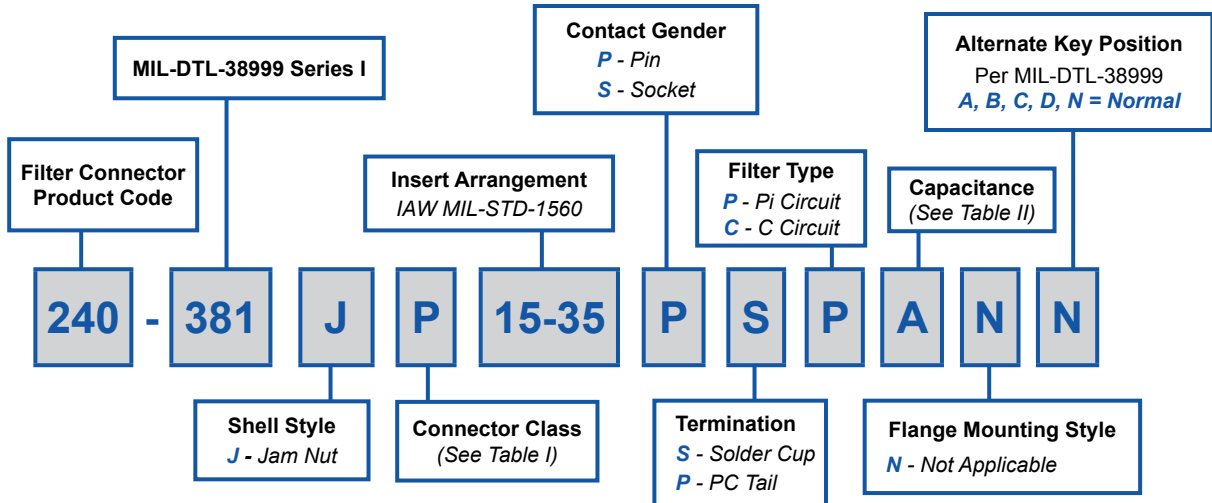 MIL-DTL-38999 Series I
Contact Gender
P - Pin
S - Socket
Alternate Key Position
Per MIL-DTL-38999
A, B, C, D, N = Normal
Filter Connector
Product Code
Insert Arrangement
IAW MIL-STD-1560
Filter Type
P - Pi Circuit
C - C Circuit
Capacitance
(See Table II)
240 - 381 J P 15-35 P S P A N N
Shell Style
J - Jam Nut
Connector Class
(See Table I)
Termination
S - Solder Cup
P - PC Tail
Flange Mounting Style
N - Not Applicable